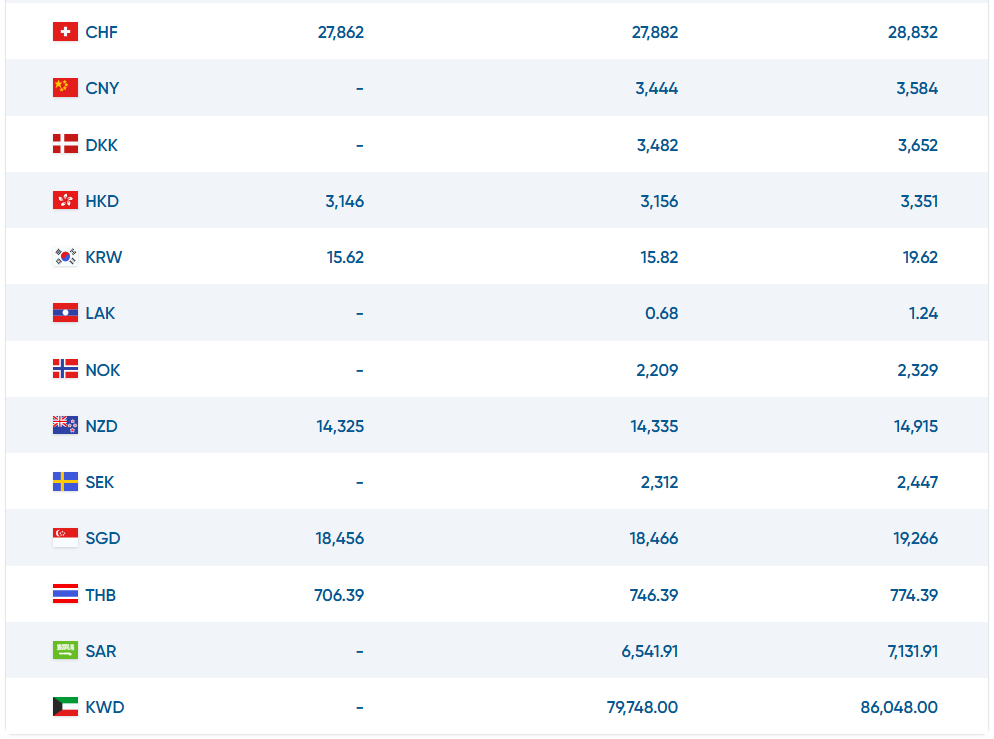 CHF 27,862 27,882 28,832
CNY - 3,444 3,584
DKK - 3,482 3,652
HKD 3,146 3,156 3,351
KRW 15.62 15.82 19.62
LAK - 0.68 1.24
NOK - 2,209 2,329
NZD 14,325 14,335 14,915
SEK - 2,312 2,447
SGD 18,456 18,466 19,266
THB 706.39 746.39 774.39
SAR - 6,541.91 7,131.91
KWD - 79,748.00 86,048.00